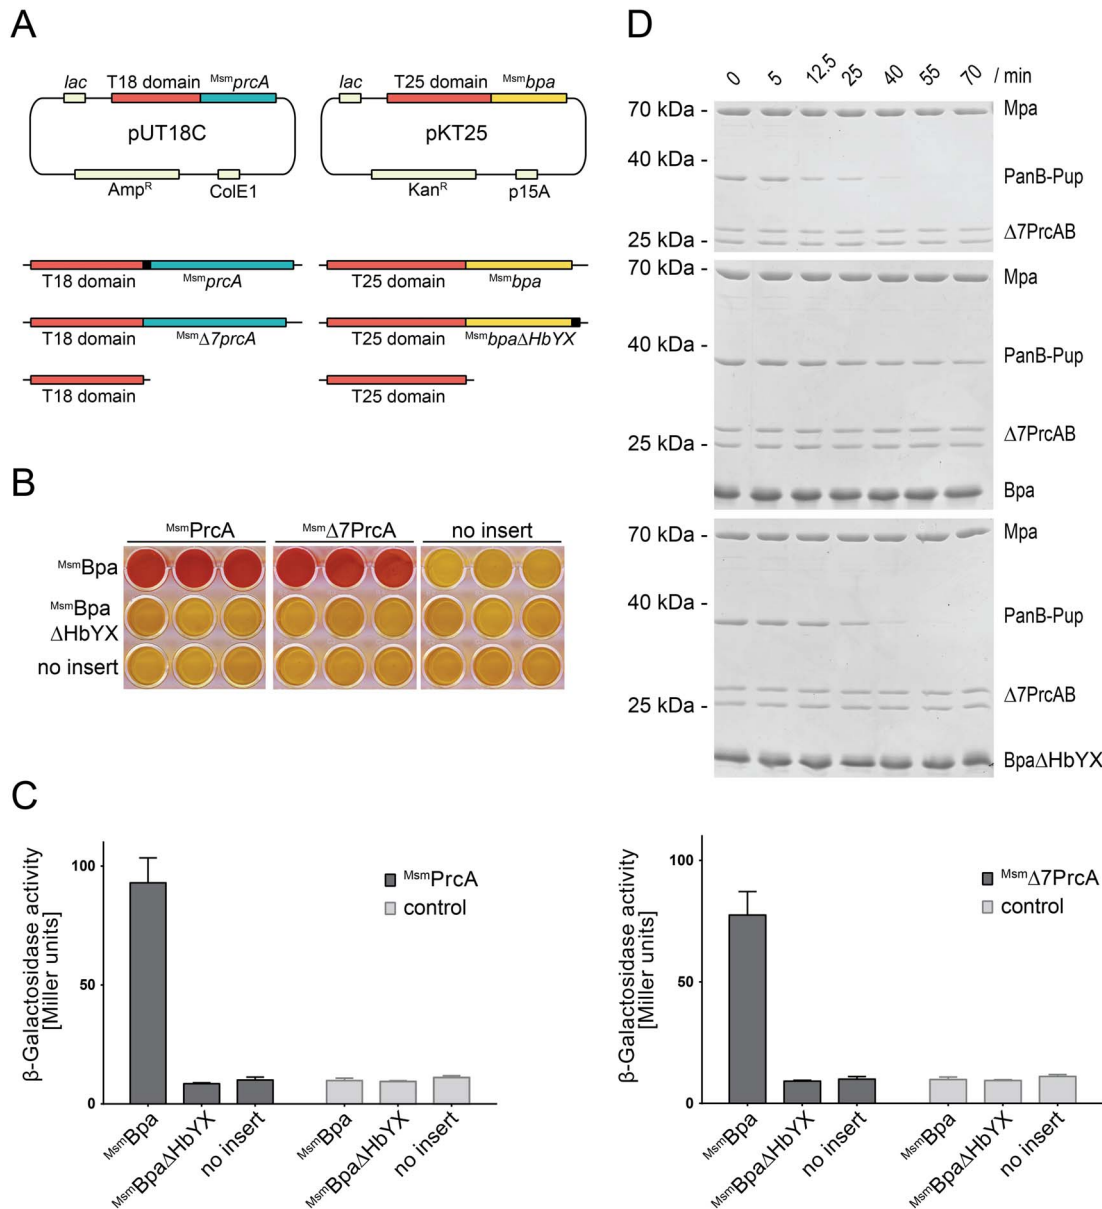 A
lac T18 domain MsmprcA
pUT18C
AmpR ColE1
lac T25 domain Msmbpa
pKT25
KanR p15A
T18 domain MsmprcA
T25 domain Msmbpa
T18 domain MsmΔ7prcA
T25 domain MsmbpaΔHbYX
T18 domain
T25 domain
B
MsmPrcA MsmΔ7PrcA no insert
MsmBpa
MsmBpa
ΔHbYX
no insert
C
β-Galactosidase activity
[Miller units]
100
50
0
MsmPrcA
control
MsmBpa MsmBpaΔHbYX no insert MsmBpa MsmBpaΔHbYX no insert
β-Galactosidase activity
[Miller units]
100
50
0
MsmΔ7PrcA
control
MsmBpa MsmBpaΔHbYX no insert MsmBpa MsmBpaΔHbYX no insert
D
0 5 12.5 25 40 55 70 / min
70 kDa - Mpa
40 kDa -
PanB-Pup
Δ7PrcAB
25 kDa -
70 kDa - Mpa
40 kDa -
PanB-Pup
Δ7PrcAB
25 kDa -
Bpa
70 kDa - Mpa
40 kDa -
PanB-Pup
Δ7PrcAB
25 kDa -
BpaΔHbYX